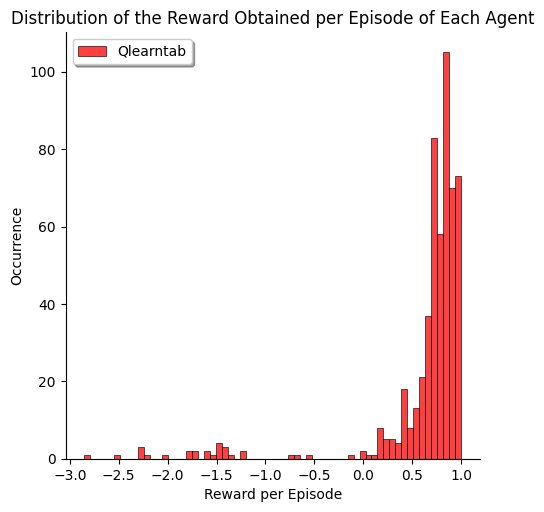 Distribution of the Reward Obtained per Episode of Each Agent
Qlearntab
100
80
60
40
20
0
Occurrence
−3.0 −2.5 −2.0 −1.5 −1.0 −0.5 0.0 0.5 1.0
Reward per Episode